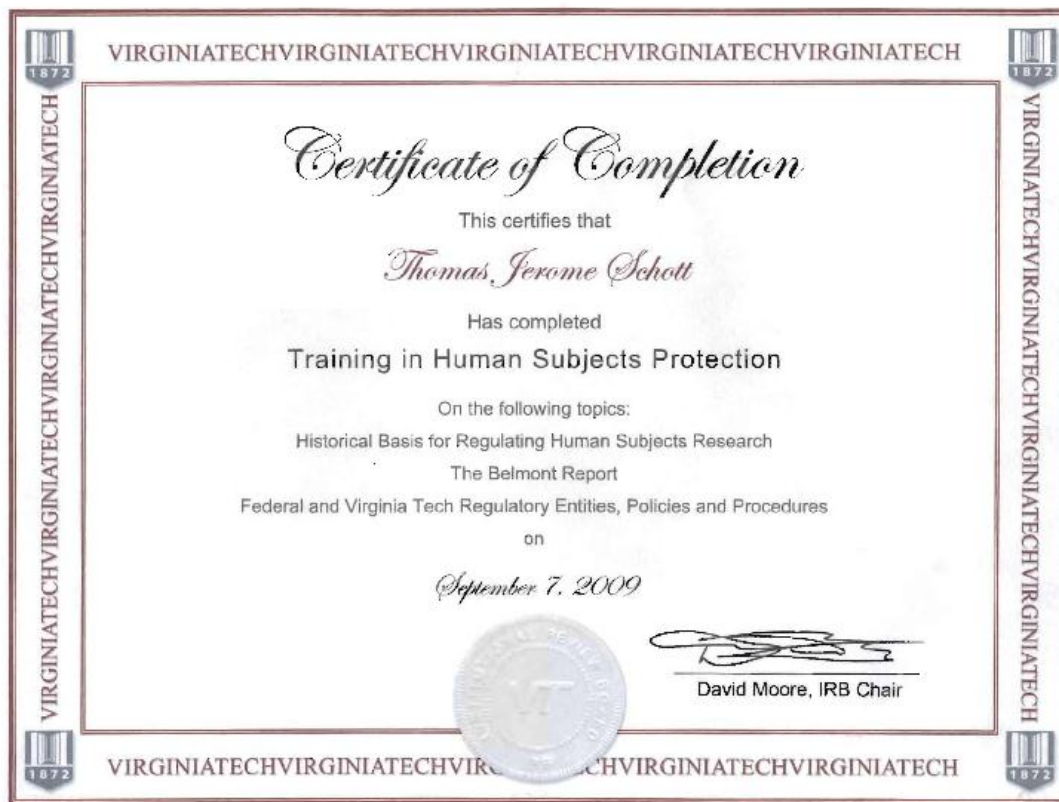 VIRGINIATECHVIRGINIATECHVIRGINIATECHVIRGINIATECHVIRGINIATECH
1872
1872
VIRGINIATECHVIRGINIATECHVIRGINIATECHVIRGINIATECH
VIRGINIATECHVIRGINIATECHVIRGINIATECHVIRGINIATECH
Certificate of Completion
This certifies that
Thomas Jerome Schott
Has completed
Training in Human Subjects Protection
On the following topics:
Historical Basis for Regulating Human Subjects Research
The Belmont Report
Federal and Virginia Tech Regulatory Entities, Policies and Procedures
on
September 7, 2009
VT
David Moore, IRB Chair
1872
1872
VIRGINIATECHVIRGINIATECHVIR CHVIRGINIATECHVIRGINIATECH